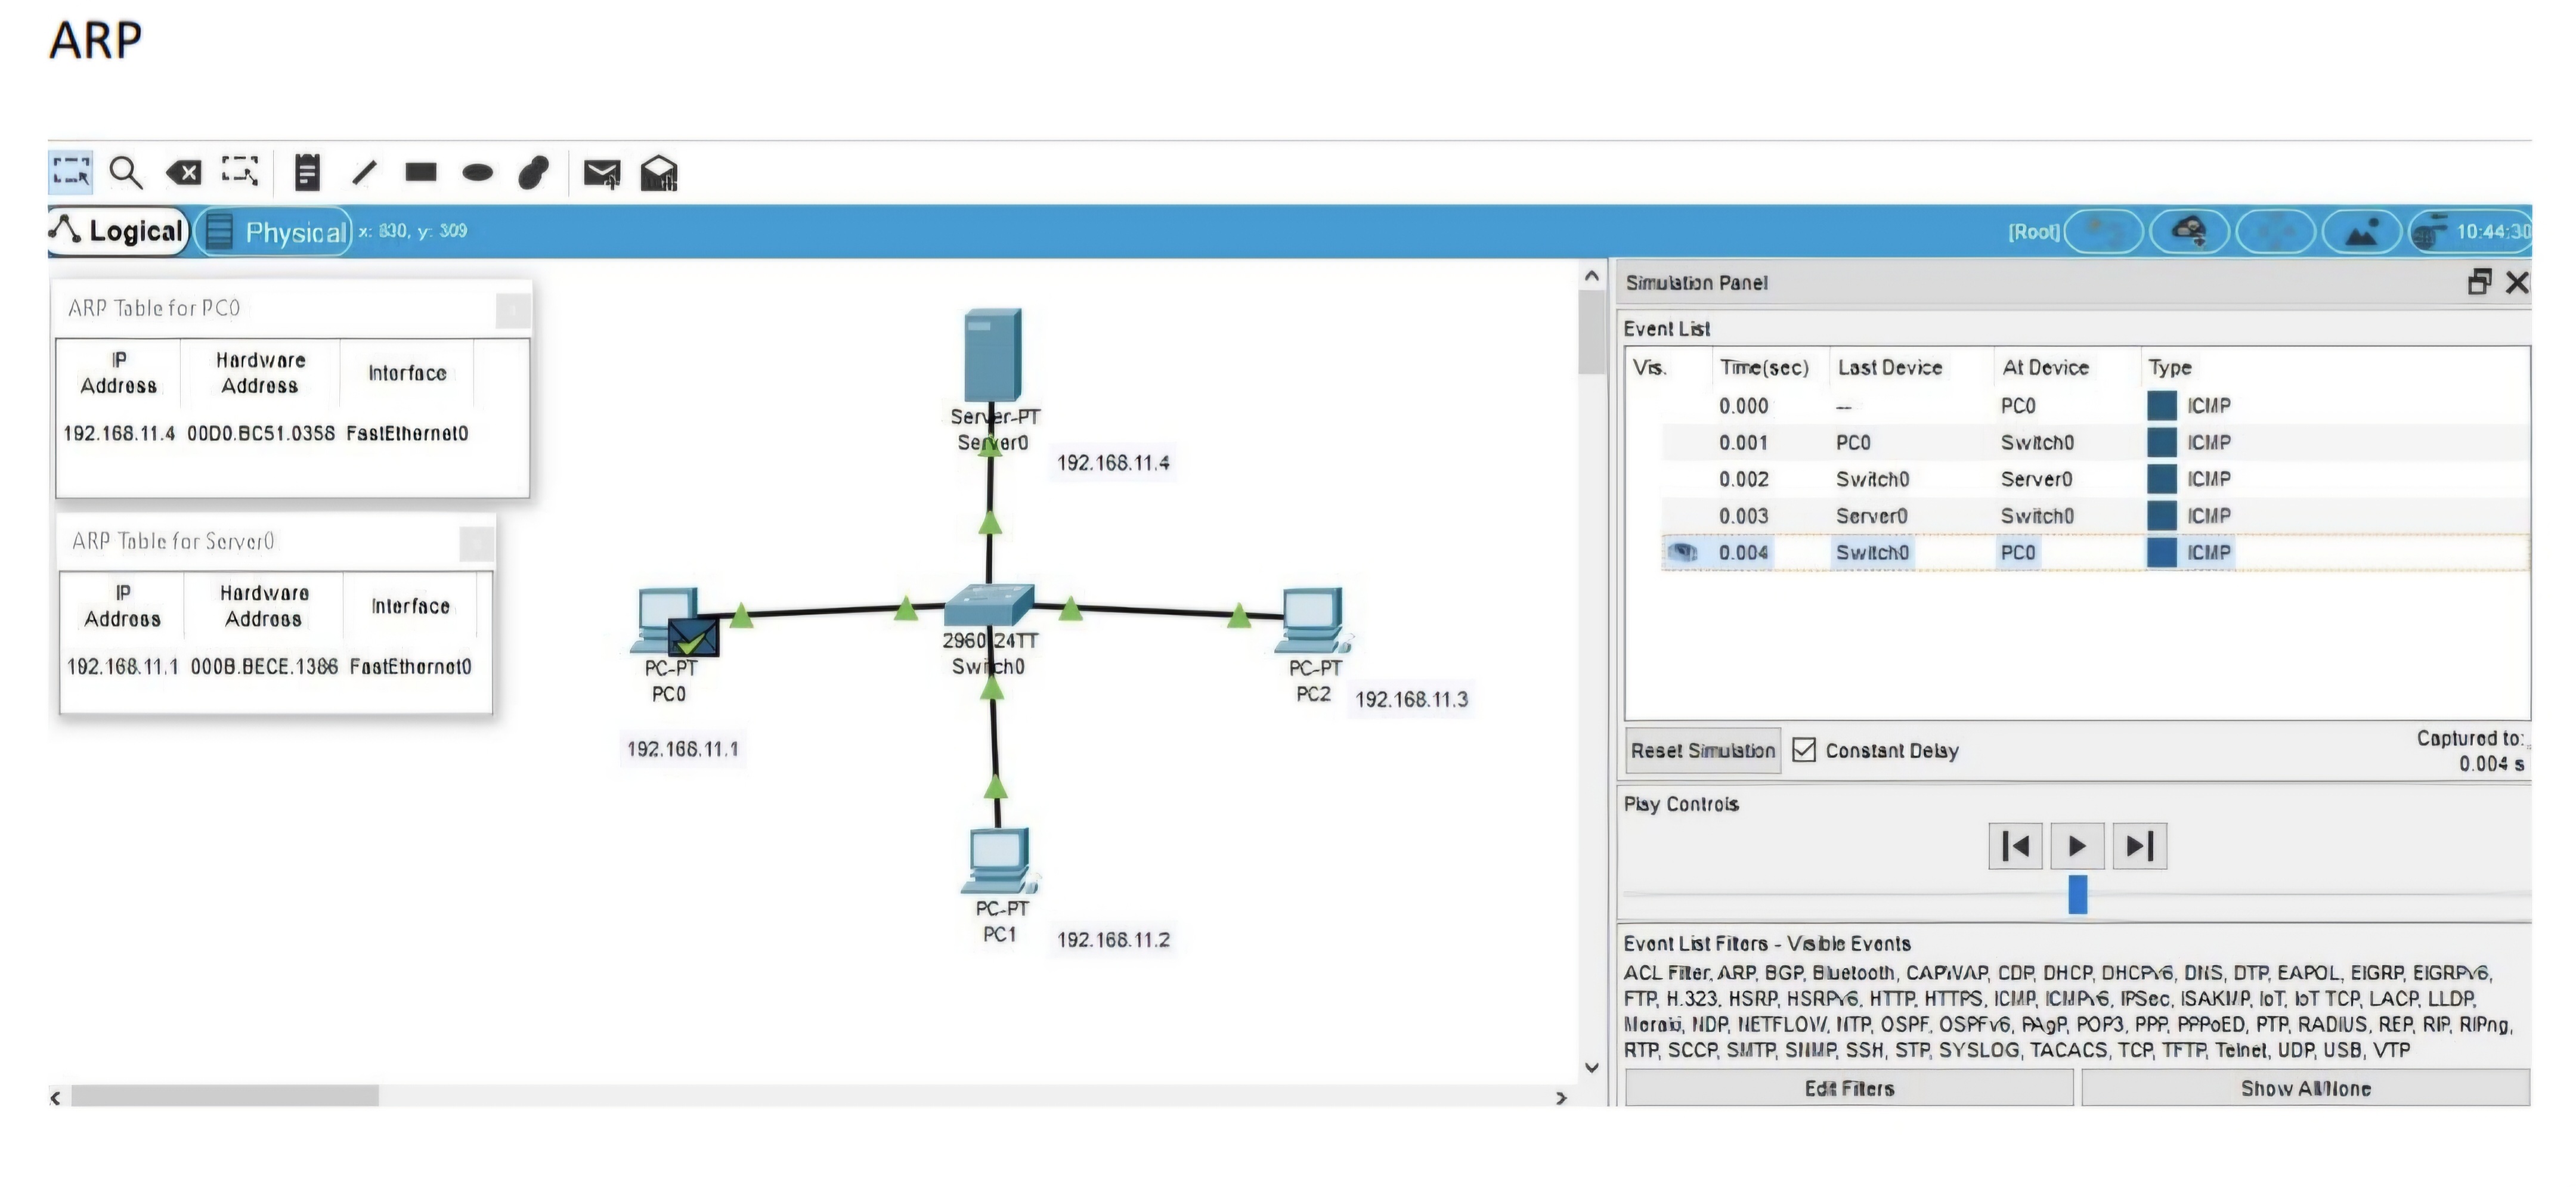 ARP
Logical Physical x: 830, y: 309 [Root] 10:44:30
ARP Table for PC0
IP Address Hardware Address Interface
192.168.11.4 00D0.BC51.0358 FastEthernet0
ARP Table for Server0
IP Address Hardware Address Interface
192.168.11.1 000B.BECE.1386 FastEthernet0
Server-PT
Server0
192.168.11.4
2960-24TT
Switch0
PC-PT
PC0
192.168.11.1
PC-PT
PC2
192.168.11.3
PC-PT
PC1
192.168.11.2
Simulation Panel
Event List
Vis. Time(sec) Last Device At Device Type
0.000 -- PC0 ICMP
0.001 PC0 Switch0 ICMP
0.002 Switch0 Server0 ICMP
0.003 Server0 Switch0 ICMP
0.004 Switch0 PC0 ICMP
Reset Simulation Constant Delay
Captured to:
0.004 s
Play Controls
Event List Filters - Visible Events
ACL Filter, ARP, BGP, Bluetooth, CAPWAP, CDP, DHCP, DHCPv6, DNS, DTP, EAPOL, EIGRP, EIGRPv6,
FTP, H.323, HSRP, HSRPv6, HTTP, HTTPS, ICMP, ICMPv6, IPSec, ISAKMP, IoT, IoT TCP, LACP, LLDP,
Meraki, NDP, NETFLOW, NTP, OSPF, OSPFv6, PAgP, POP3, PPP, PPPoED, PTP, RADIUS, REP, RIP, RIPng,
RTP, SCCP, SMTP, SNMP, SSH, STP, SYSLOG, TACACS, TCP, TFTP, Telnet, UDP, USB, VTP
Edit Filters
Show All/None